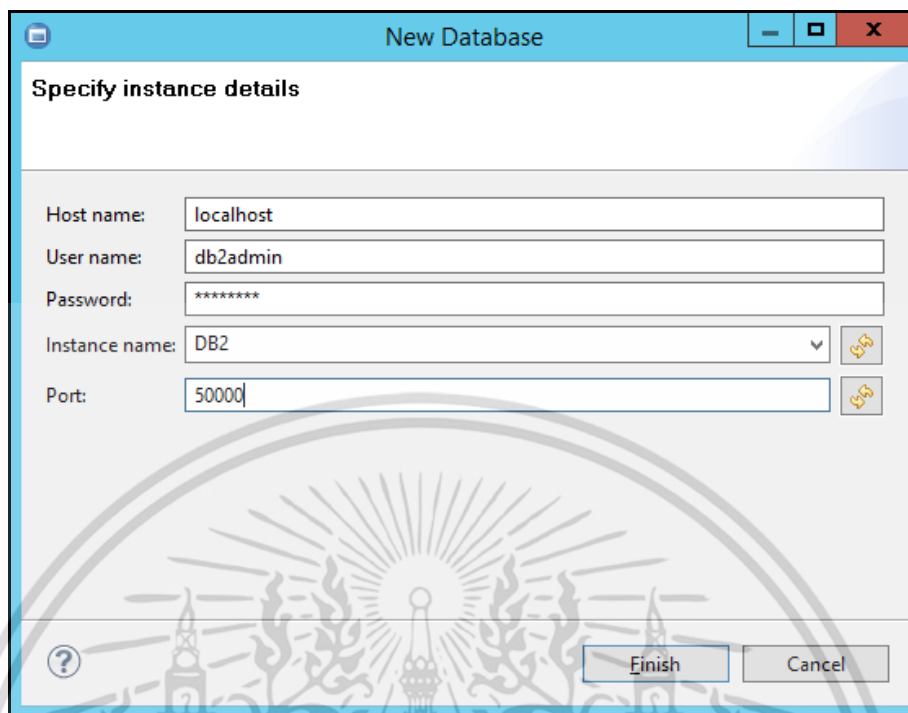 New Database
Specify instance details
Host name: localhost
User name: db2admin
Password: ********
Instance name: DB2
Port: 50000
? Finish Cancel